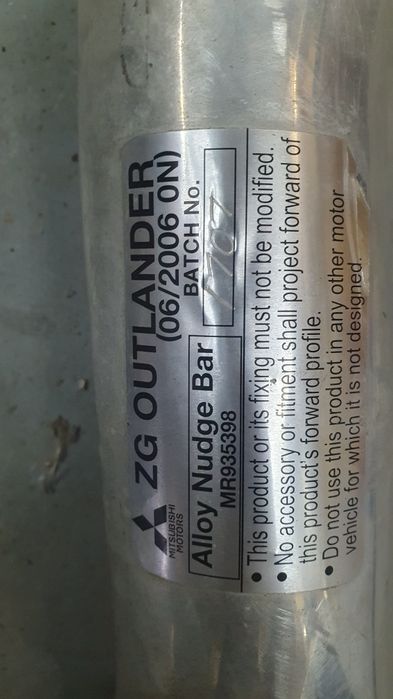 MITSUBISHI
MOTORS
ZG OUTLANDER
(06/2006 ON)
Alloy Nudge Bar
MR935398
BATCH No.
• This product or its fixing must not be modified.
• No accessory or fitment shall project forward of
this product's forward profile.
• Do not use this product in any other motor
vehicle for which it is not designed.